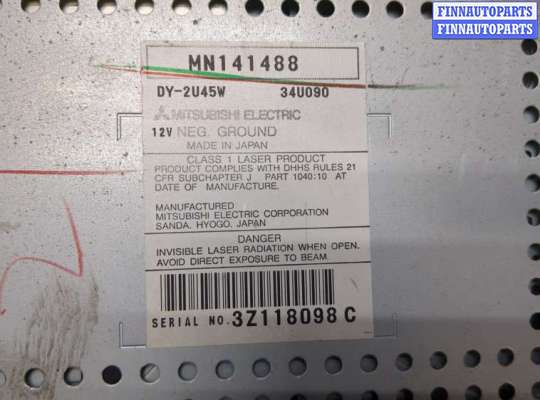 FINNAUTOPARTS
FINNAUTOPARTS
MN141488
DY-2U45W 34U090
MITSUBISHI ELECTRIC
12V NEG. GROUND
MADE IN JAPAN
CLASS 1 LASER PRODUCT
PRODUCT COMPLIES WITH DHHS RULES 21
CFR SUBCHAPTER J PART 1040:10 AT
DATE OF MANUFACTURE.
MANUFACTURED
MITSUBISHI ELECTRIC CORPORATION
SANDA, HYOGO, JAPAN
DANGER
INVISIBLE LASER RADIATION WHEN OPEN.
AVOID DIRECT EXPOSURE TO BEAM.
SERIAL NO. 3Z118098 C